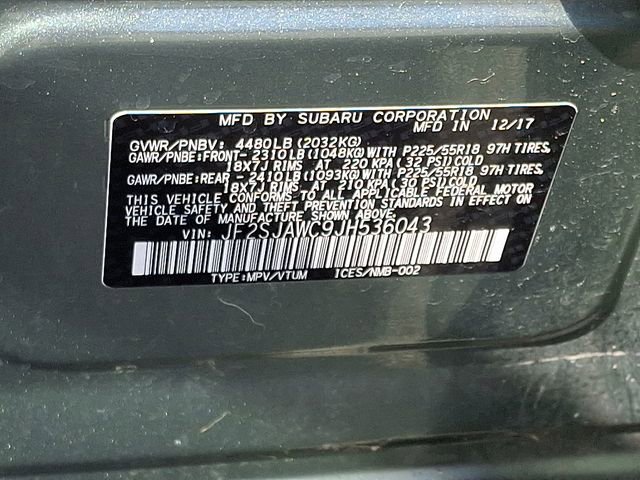 MFD BY SUBARU CORPORATION
MFD IN 12/17
GVWR/PNBV: 4480LB(2032KG)
GAWR/PNBE:FRONT-2310LB(1048KG)WITH P225/55R18 97H TIRES,
18X7J RIMS AT 220 KPA(32 PSI)COLD
GAWR/PNBE:REAR -2410LB(1093KG)WITH P225/55R18 97H TIRES,
18X7J RIMS AT 210 KPA(30 PSI)COLD
THIS VEHICLE CONFORMS TO ALL APPLICABLE FEDERAL MOTOR
VEHICLE SAFETY AND THEFT PREVENTION STANDARDS IN EFFECT ON
THE DATE OF MANUFACTURE SHOWN ABOVE.
VIN: JF2SJAWC9JH536043
TYPE:MPV/VTUM ICES/NMB-002